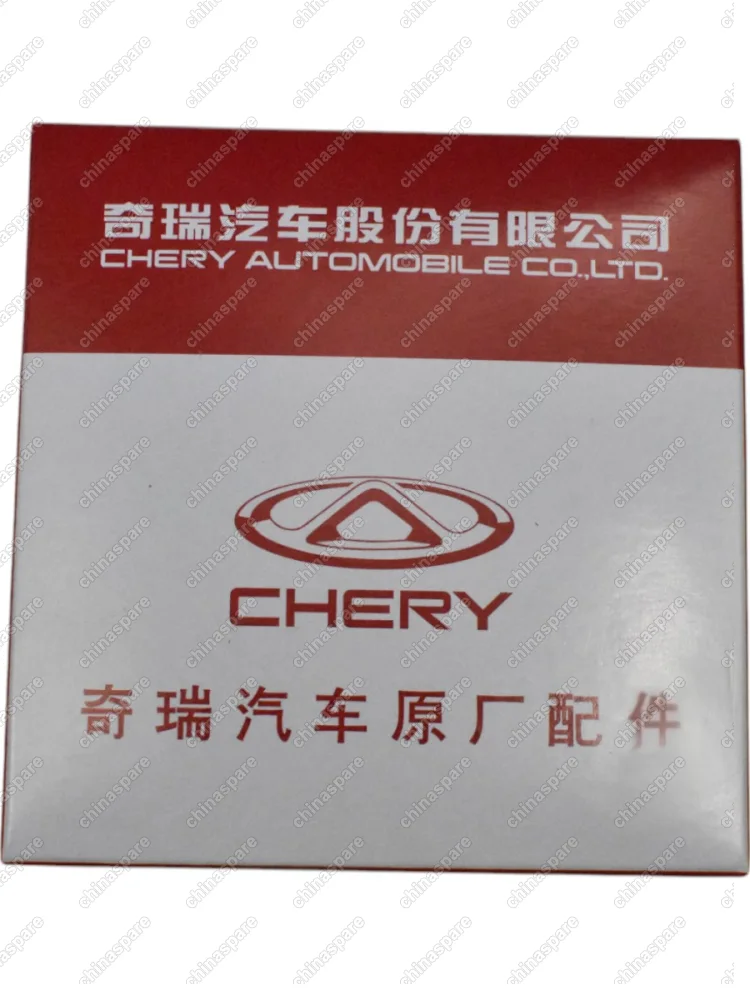 奇瑞汽车股份有限公司
CHERY AUTOMOBILE CO.,LTD.
CHERY
奇瑞汽车原厂配件
chinaspare